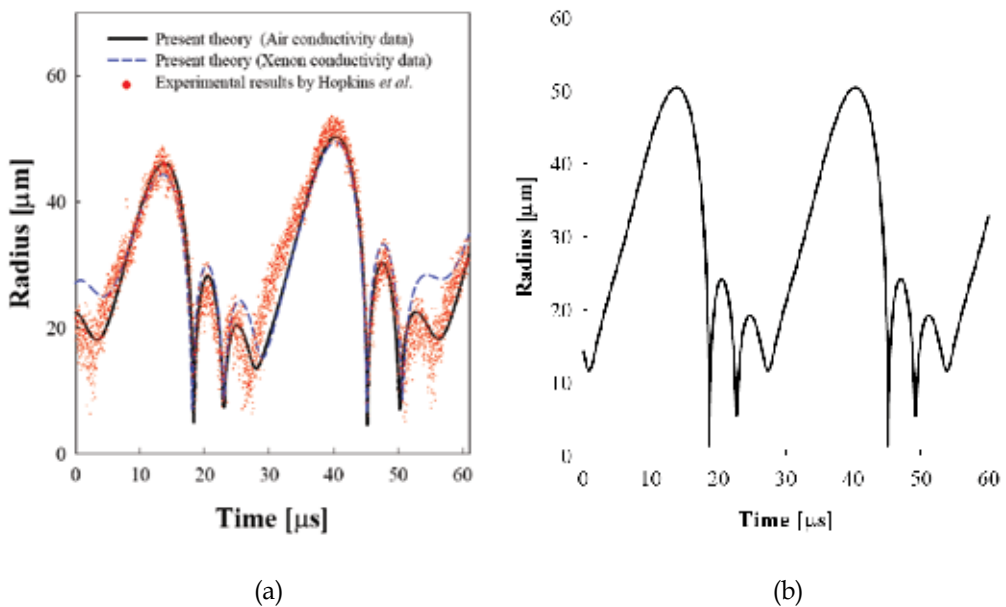 Present theory (Air conductivity data)
Present theory (Xenon conductivity data)
Experimental results by Hopkins et al.
Radius [μm]
60
40
20
0
0 10 20 30 40 50 60
Time [μs]
(a)
Radius [μm]
60
50
40
30
20
10
0
0 10 20 30 40 50 60
Time [μs]
(b)